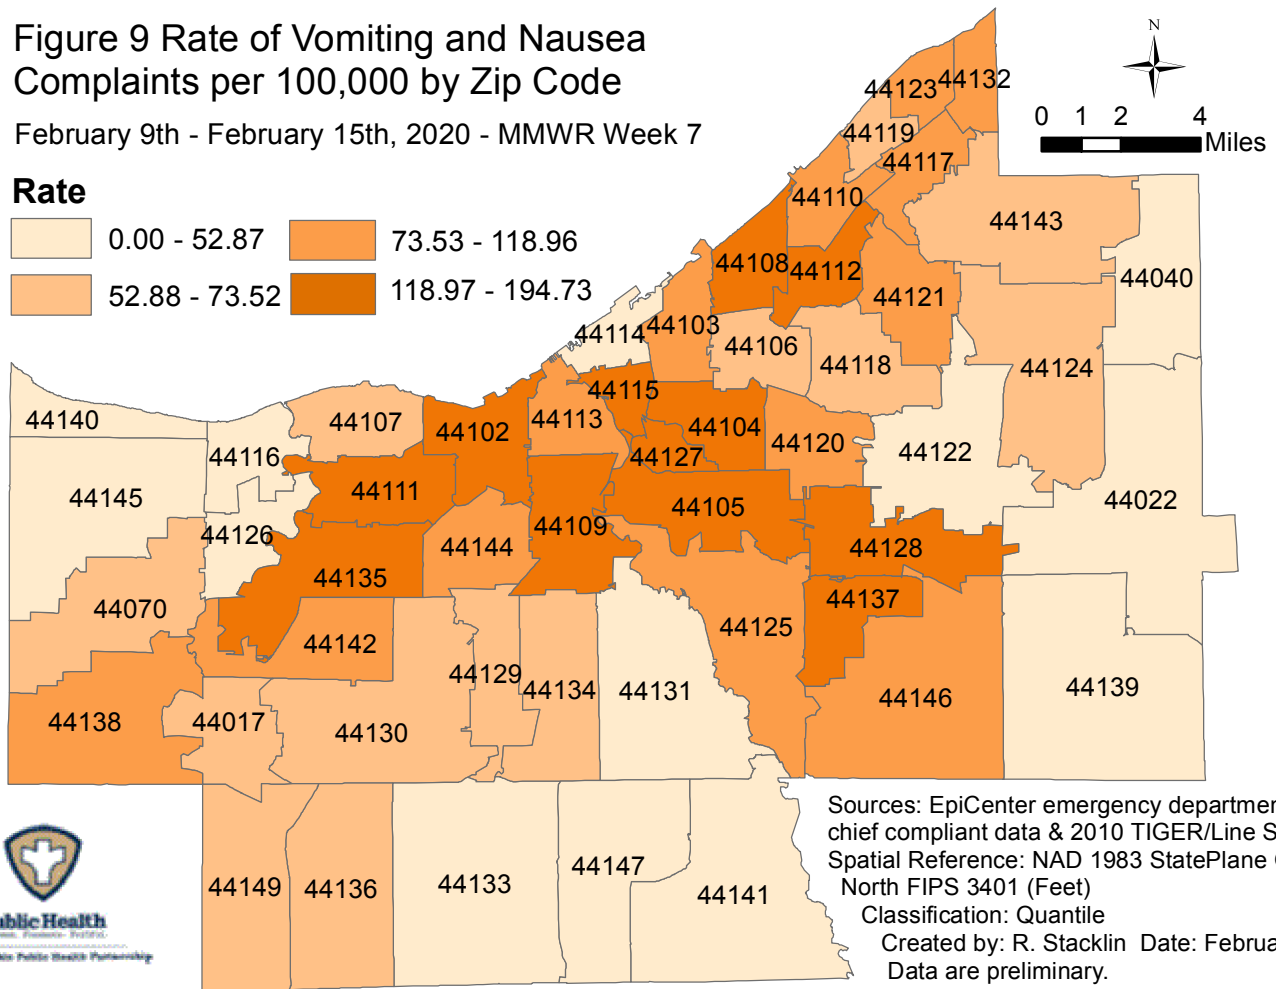 Figure 9 Rate of Vomiting and Nausea
Complaints per 100,000 by Zip Code
February 9th - February 15th, 2020 - MMWR Week 7
Rate
0.00 - 52.87
73.53 - 118.96
52.88 - 73.52
118.97 - 194.73
N
0 1 2 4
Miles
44123
44132
44119
44117
44110
44143
44108
44112
44040
44121
44114
44103
44106
44118
44124
44115
44140
44107
44113
44102
44104
44120
44116
44127
44122
44111
44145
44022
44105
44109
44126
44144
44128
44135
44070
44137
44125
44142
44129
44134
44131
44139
44146
44138
44017
44130
44149
44136
44133
44147
44141
Sources: EpiCenter emergency departmen
chief compliant data & 2010 TIGER/Line S
Spatial Reference: NAD 1983 StatePlane
North FIPS 3401 (Feet)
Classification: Quantile
Created by: R. Stacklin Date: Februa
Data are preliminary.
ublic Health
Public Health Partnership